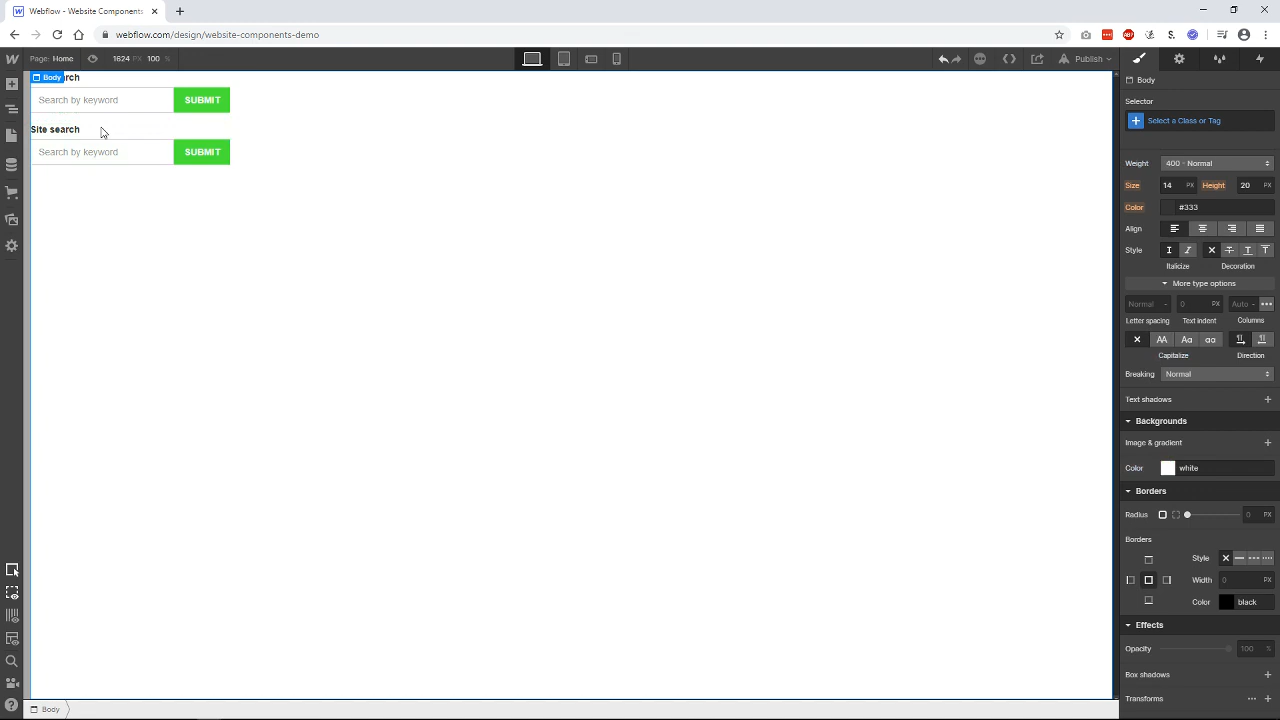 Webflow - Website Components
webflow.com/design/website-components-demo
Page: Home 1624 PX 100 % Publish
Body rch
Search by keyword SUBMIT
Site search
Search by keyword SUBMIT
Body
Selector
Select a Class or Tag
Weight 400 - Normal
Size 14 PX Height 20 PX
Color #333
Align
Style
Italicize Decoration
More type options
Normal 0 PX Auto
Letter spacing Text indent Columns
AA Aa aa
Capitalize Direction
Breaking Normal
Text shadows
Backgrounds
Image & gradient
Color white
Borders
Radius 0 PX
Borders
Style
Width 0 PX
Color black
Effects
Opacity 100 %
Box shadows
Transforms
Body